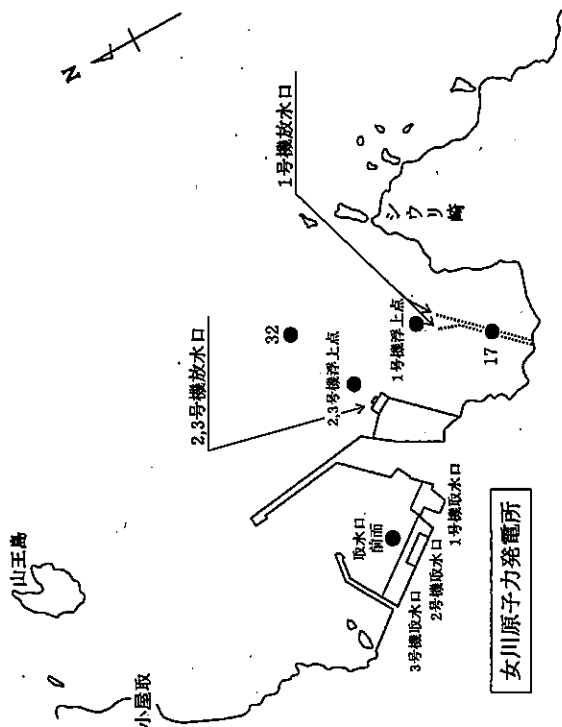 山王島
小屋取
N
2,3号機放水口
1号機放水口
32
2,3号機浮上点
1号機浮上点
17
シウリ崎
取水口
前面
3号機取水口
2号機取水口
1号機取水口
女川原子力発電所